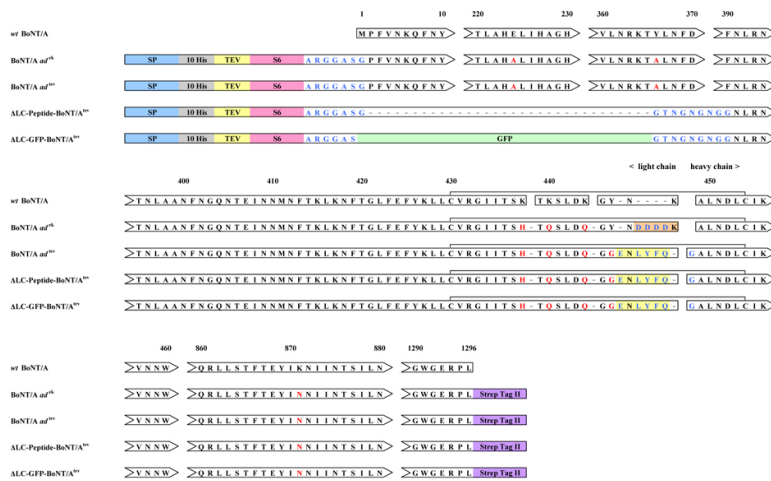 1 10 220 230 360 370 390
wt BoNT/A MPFVNKQFNY TLAHELIHAGH VLNRKTYLNFD FNLRN
BoNT/A ad ek SP 10 His TEV S6 ARGGASGPFVNKQFNY TLAHALIHAGH VLNRKTALNFD FNLRN
BoNT/A ad tev SP 10 His TEV S6 ARGGASGPFVNKQFNY TLAHALIHAGH VLNRKTALNFD FNLRN
ΔLC-Peptide-BoNT/A tev SP 10 His TEV S6 ARGGASG--------------------------------GTNGNGNGGNLRN
ΔLC-GFP-BoNT/A tev SP 10 His TEV S6 ARGGAS GFP GTNGNGNGGNLRN
< light chain heavy chain >
400 410 420 430 440 450
wt BoNT/A TNLAANFNGQNTEINNMNFTKLKNFTGLFEFYKLLCVRGIITSK TKSLDK GY-N----K ALNDLCIK
BoNT/A ad ek TNLAANFNGQNTEINNMNFTKLKNFTGLFEFYKLLCVRGIITSH-TQSLDQ-GY-NDDDDK ALNDLCIK
BoNT/A ad tev TNLAANFNGQNTEINNMNFTKLKNFTGLFEFYKLLCVRGIITSH-TQSLDQ-GGENLYFQ- GALNDLCIK
ΔLC-Peptide-BoNT/A tev TNLAANFNGQNTEINNMNFTKLKNFTGLFEFYKLLCVRGIITSH-TQSLDQ-GGENLYFQ- GALNDLCIK
ΔLC-GFP-BoNT/A tev TNLAANFNGQNTEINNMNFTKLKNFTGLFEFYKLLCVRGIITSH-TQSLDQ-GGENLYFQ- GALNDLCIK
460 860 870 880 1290 1296
wt BoNT/A VNNW QRLLSTFTEYIKNIINTSILN GWGERPL
BoNT/A ad ek VNNW QRLLSTFTEYINNIINTSILN GWGERPL Strep Tag II
BoNT/A ad tev VNNW QRLLSTFTEYINNIINTSILN GWGERPL Strep Tag II
ΔLC-Peptide-BoNT/A tev VNNW QRLLSTFTEYINNIINTSILN GWGERPL Strep Tag II
ΔLC-GFP-BoNT/A tev VNNW QRLLSTFTEYINNIINTSILN GWGERPL Strep Tag II